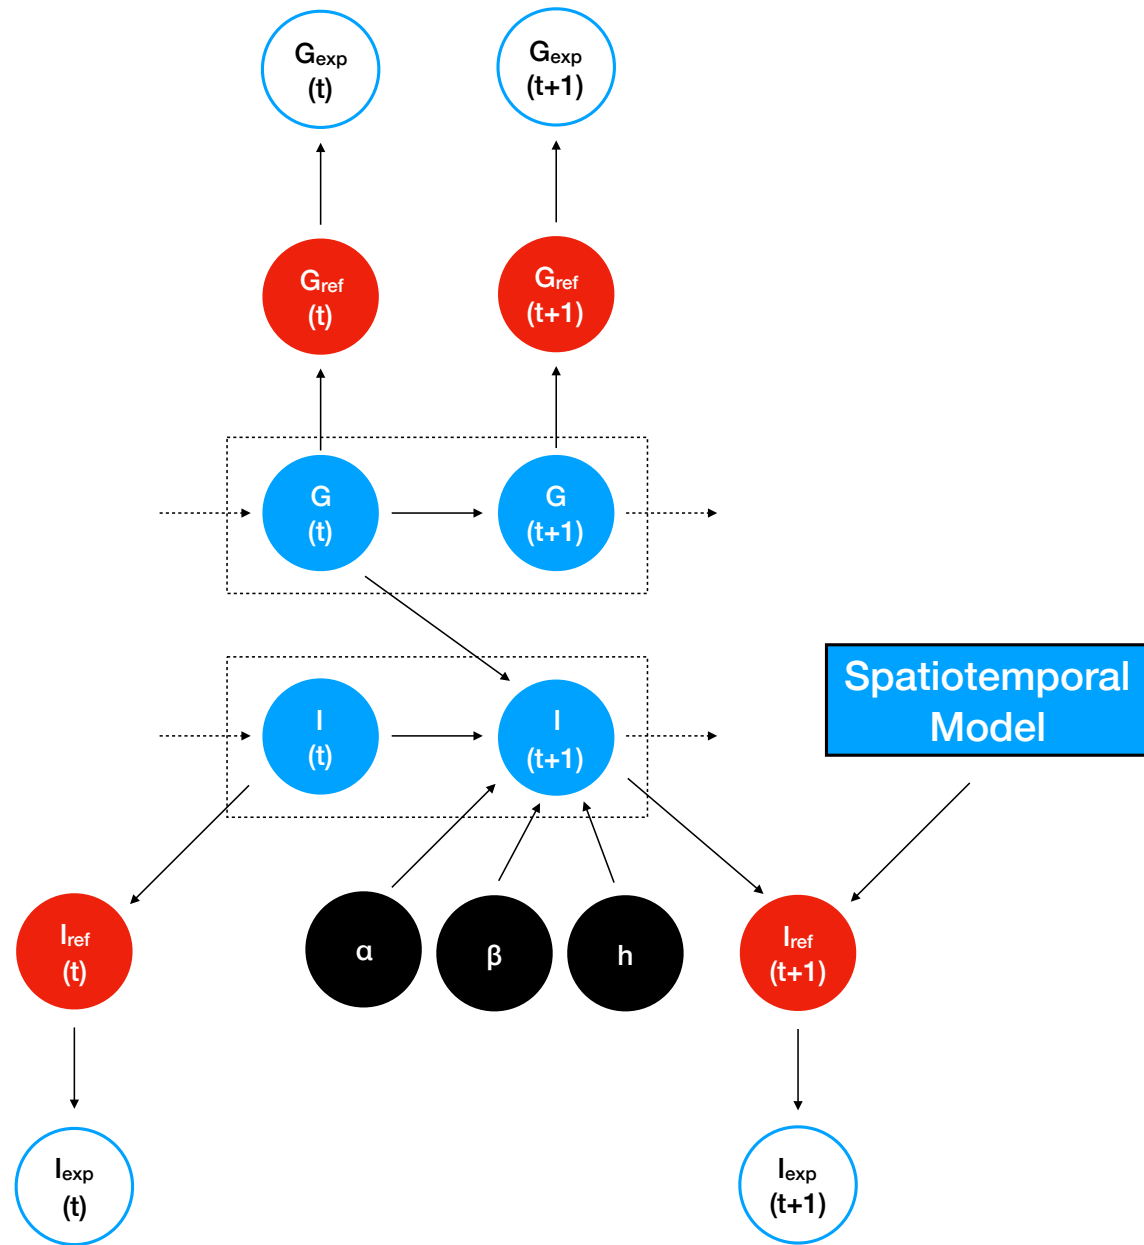 Gexp
(t)
Gexp
(t+1)
Gref
(t)
Gref
(t+1)
G
(t)
G
(t+1)
I
(t)
I
(t+1)
Spatiotemporal
Model
Iref
(t)
α
β
h
Iref
(t+1)
Iexp
(t)
Iexp
(t+1)